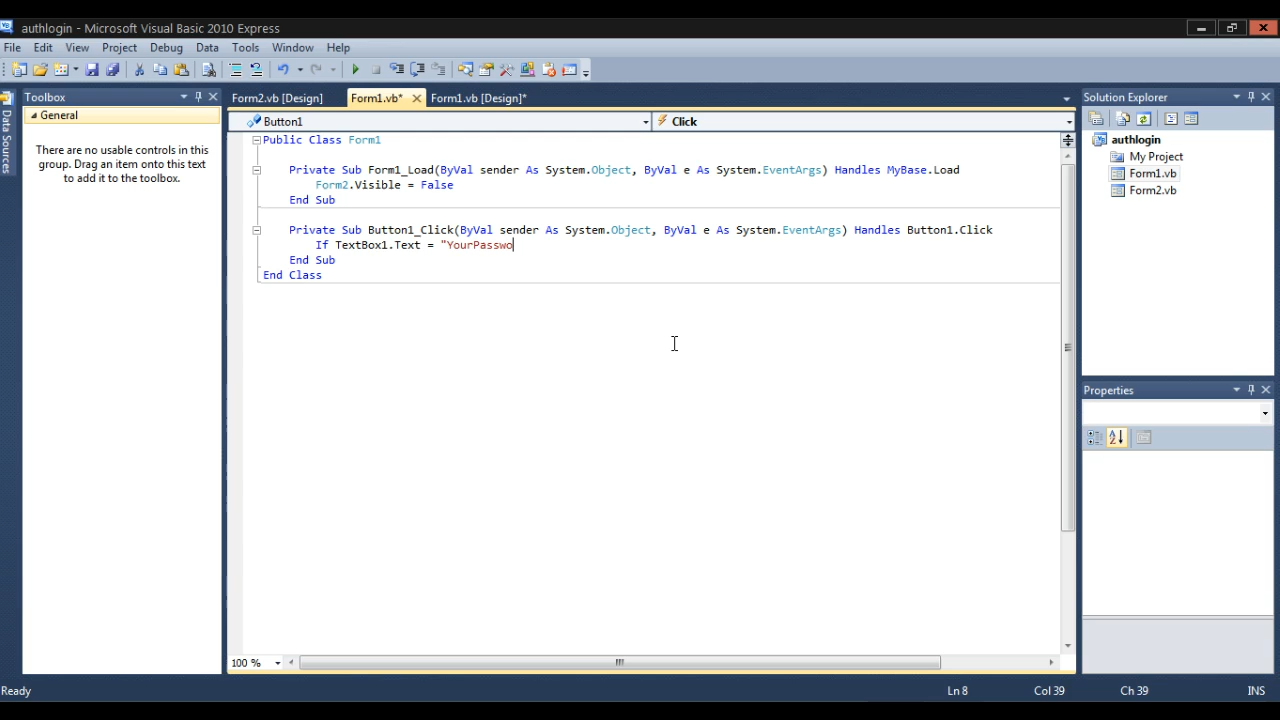 authlogin - Microsoft Visual Basic 2010 Express
File Edit View Project Debug Data Tools Window Help
Data Sources
Toolbox
General
There are no usable controls in this
group. Drag an item onto this text
to add it to the toolbox.
Form2.vb [Design] Form1.vb* Form1.vb [Design]*
Button1 Click
Public Class Form1
Private Sub Form1_Load(ByVal sender As System.Object, ByVal e As System.EventArgs) Handles MyBase.Load
Form2.Visible = False
End Sub
Private Sub Button1_Click(ByVal sender As System.Object, ByVal e As System.EventArgs) Handles Button1.Click
If TextBox1.Text = "YourPasswo
End Sub
End Class
100 %
Solution Explorer
authlogin
My Project
Form1.vb
Form2.vb
Properties
Ready Ln 8 Col 39 Ch 39 INS